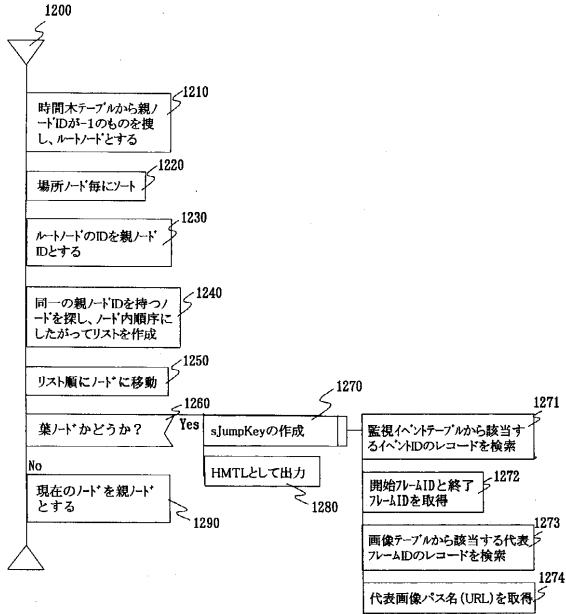 1200
1210
時間木テーブルから親ノ
ードIDが-1のものを捜
し、ルートノードとする
1220
場所ノード毎にソート
1230
ルートノードのIDを親ノード
IDとする
1240
同一の親ノードIDを持つノ
ードを探し、ノード内順序に
したがってリストを作成
1250
リスト順にノードに移動
1260
葉ノードかどうか？
Yes
1270
sJumpKeyの作成
1271
監視イベントテーブルから該当す
るイベントIDのレコードを検索
HMTLとして出力
1280
1272
開始フレームIDと終了
フレームIDを取得
No
現在のノードを親ノード
とする
1290
1273
画像テーブルから該当する代表
フレームIDのレコードを検索
1274
代表画像パス名(URL)を取得